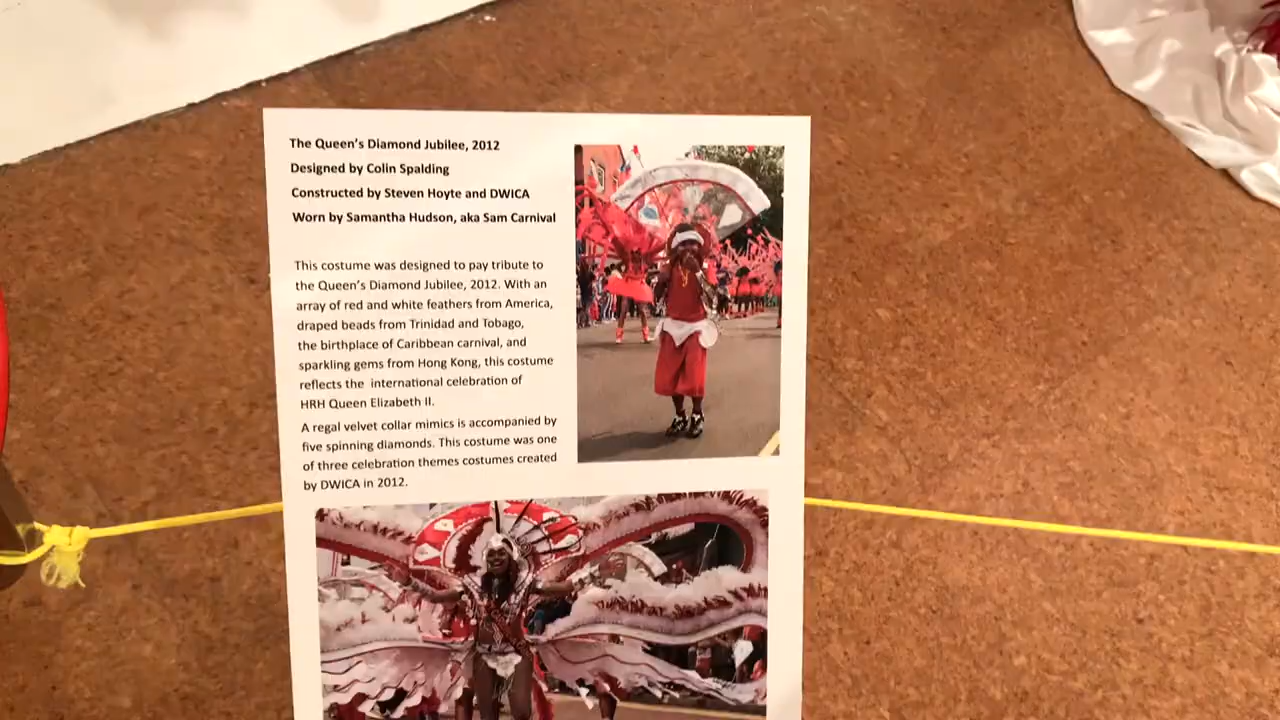 The Queen's Diamond Jubilee, 2012
Designed by Colin Spalding
Constructed by Steven Hoyte and DWICA
Worn by Samantha Hudson, aka Sam Carnival
This costume was designed to pay tribute to
the Queen's Diamond Jubilee, 2012. With an
array of red and white feathers from America,
draped beads from Trinidad and Tobago,
the birthplace of Caribbean carnival, and
sparkling gems from Hong Kong, this costume
reflects the international celebration of
HRH Queen Elizabeth II.
A regal velvet collar mimics is accompanied by
five spinning diamonds. This costume was one
of three celebration themes costumes created
by DWICA in 2012.